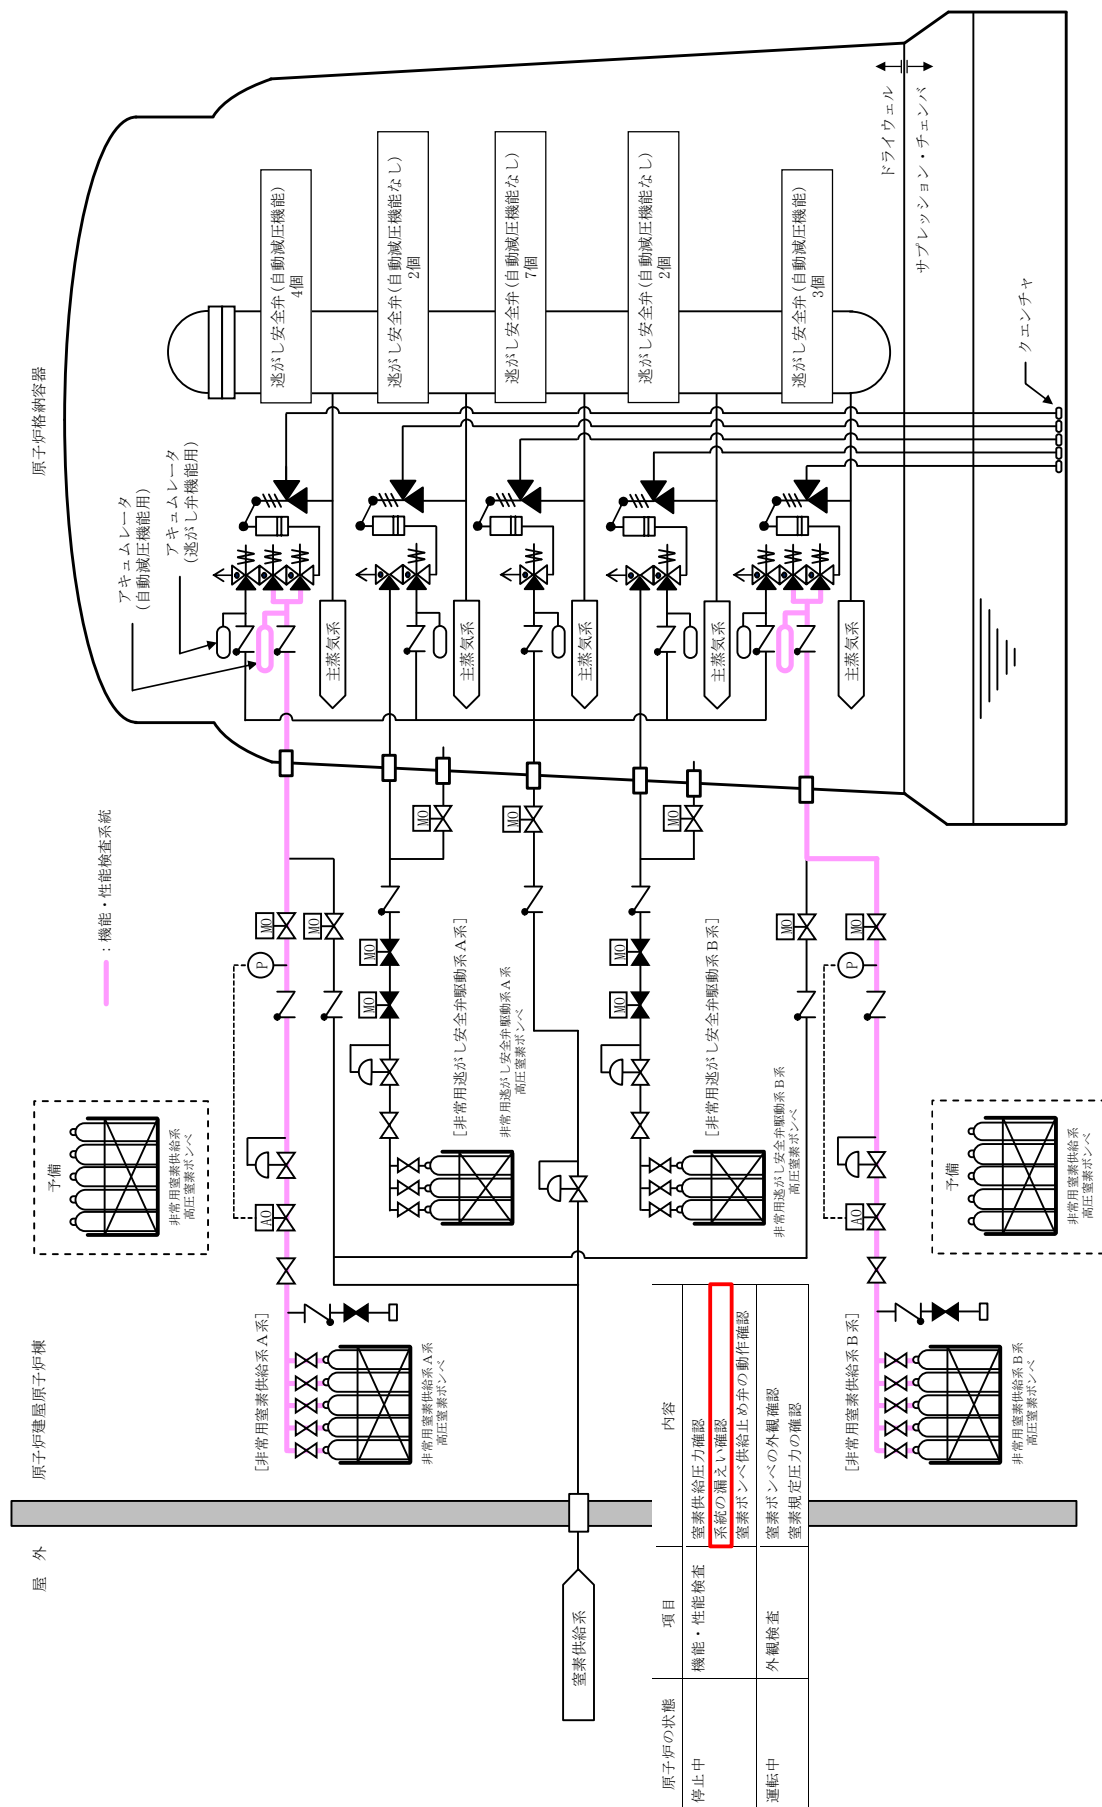 原子炉格納容器
アキュムレータ
(自動減圧機能用)
アキュムレータ
(逃がし弁機能用)
逃がし安全弁(自動減圧機能)
4個
逃がし安全弁(自動減圧機能なし)
2個
逃がし安全弁(自動減圧機能なし)
7個
逃がし安全弁(自動減圧機能なし)
2個
逃がし安全弁(自動減圧機能)
3個
ドライウェル
サプレッション・チェンバ
クエンチャ
主蒸気系
主蒸気系
主蒸気系
主蒸気系
主蒸気系
：機能・性能検査系統
MO
MO
MO
MO
MO
MO
MO
MO
MO
MO
MO
P
P
AO
AO
[非常用逃がし安全弁駆動系A系]
非常用逃がし安全弁駆動系A系
高圧窒素ボンベ
[非常用逃がし安全弁駆動系B系]
非常用逃がし安全弁駆動系B系
高圧窒素ボンベ
予備
非常用窒素供給系
高圧窒素ボンベ
予備
非常用窒素供給系
高圧窒素ボンベ
[非常用窒素供給系A系]
非常用窒素供給系A系
高圧窒素ボンベ
[非常用窒素供給系B系]
非常用窒素供給系B系
高圧窒素ボンベ
原子炉建屋原子炉棟
屋 外
窒素供給系
原子炉の状態 項目 内容
停止中 機能・性能検査 窒素供給圧力確認
系統の漏えい確認
窒素ボンベ供給止め弁の動作確認
運転中 外観検査 窒素ボンベの外観確認
窒素規定圧力の確認